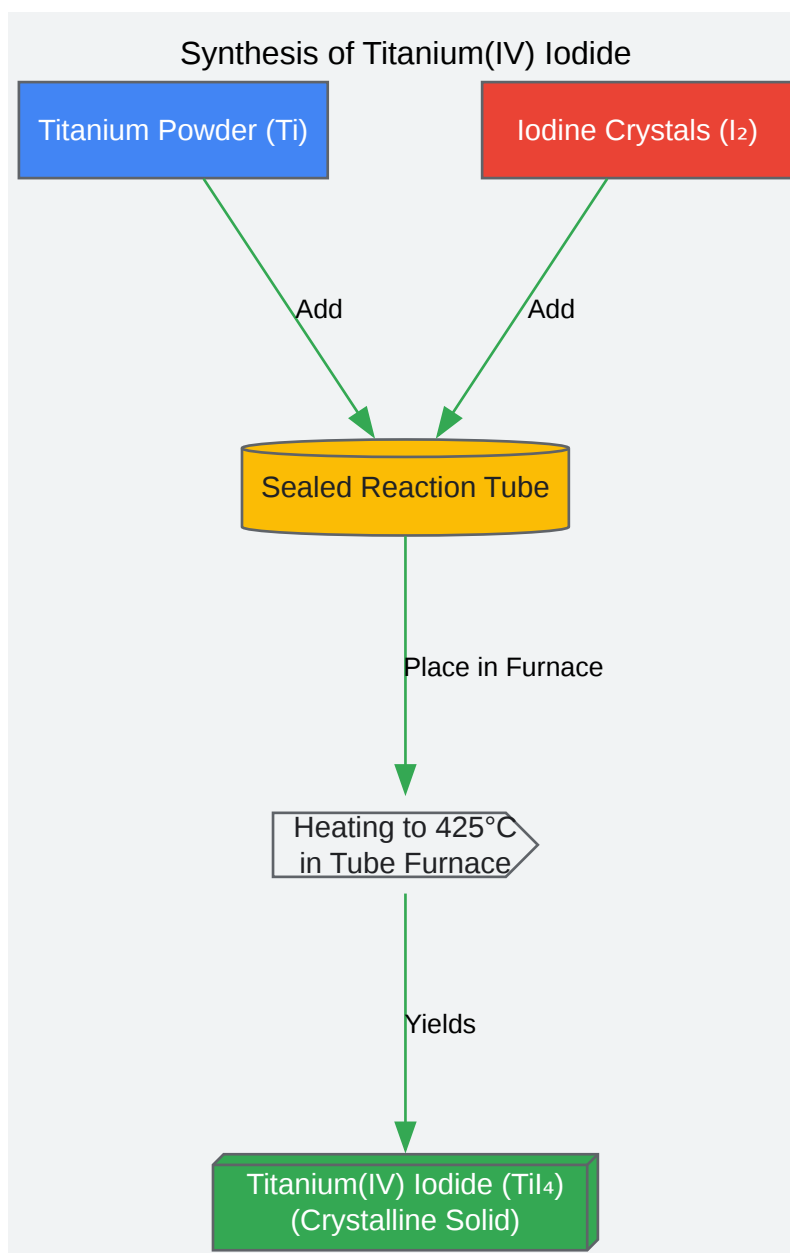 Synthesis of Titanium(IV) Iodide
Titanium Powder (Ti)
Iodine Crystals (I₂)
Add
Add
Sealed Reaction Tube
Place in Furnace
Heating to 425°C
in Tube Furnace
Yields
Titanium(IV) Iodide (TiI₄)
(Crystalline Solid)